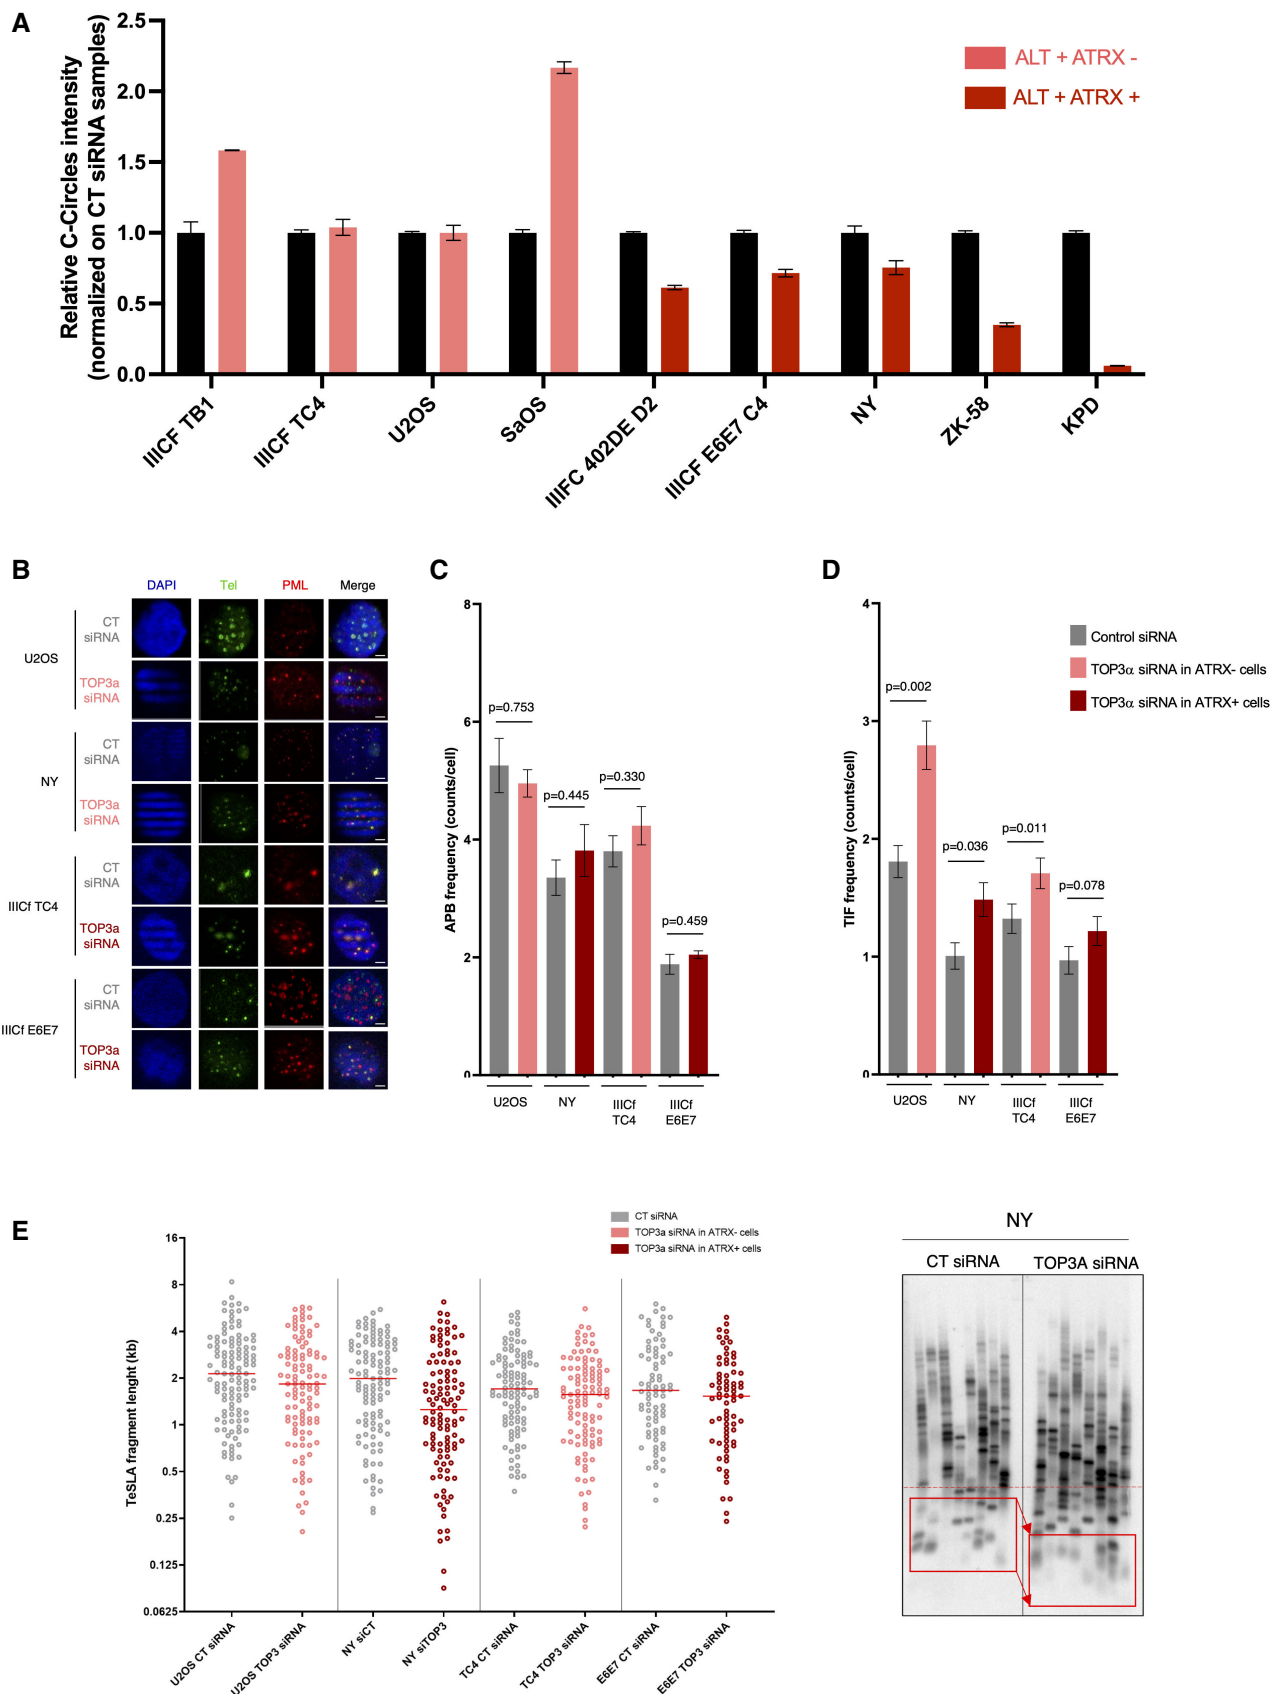 A
Relative C-Circles intensity
(normalized on CT siRNA samples)
2.5
2.0
1.5
1.0
0.5
0.0
ALT + ATRX -
ALT + ATRX +
IIICF TB1
IIICF TC4
U2OS
SaOS
IIIFC 402DE D2
IIICF E6E7 C4
NY
ZK-58
KPD
B
DAPI
Tel
PML
Merge
U2OS
CT
siRNA
TOP3a
siRNA
NY
CT
siRNA
TOP3a
siRNA
IIICf TC4
CT
siRNA
TOP3a
siRNA
IIICf E6E7
CT
siRNA
TOP3a
siRNA
C
APB frequency (counts/cell)
8
6
4
2
0
p=0.753
p=0.445
p=0.330
p=0.459
U2OS
NY
IIICf
TC4
IIICf
E6E7
D
TIF frequency (counts/cell)
4
3
2
1
0
p=0.002
p=0.036
p=0.011
p=0.078
Control siRNA
TOP3α siRNA in ATRX- cells
TOP3α siRNA in ATRX+ cells
U2OS
NY
IIICf
TC4
IIICf
E6E7
E
CT siRNA
TOP3a siRNA in ATRX- cells
TOP3a siRNA in ATRX+ cells
TeSLA fragment lenght (kb)
16
8
4
2
1
0.5
0.25
0.125
0.0625
U2OS CT siRNA
U2OS TOP3 siRNA
NY siCT
NY siTOP3
TC4 CT siRNA
TC4 TOP3 siRNA
E6E7 CT siRNA
E6E7 TOP3 siRNA
NY
CT siRNA
TOP3A siRNA